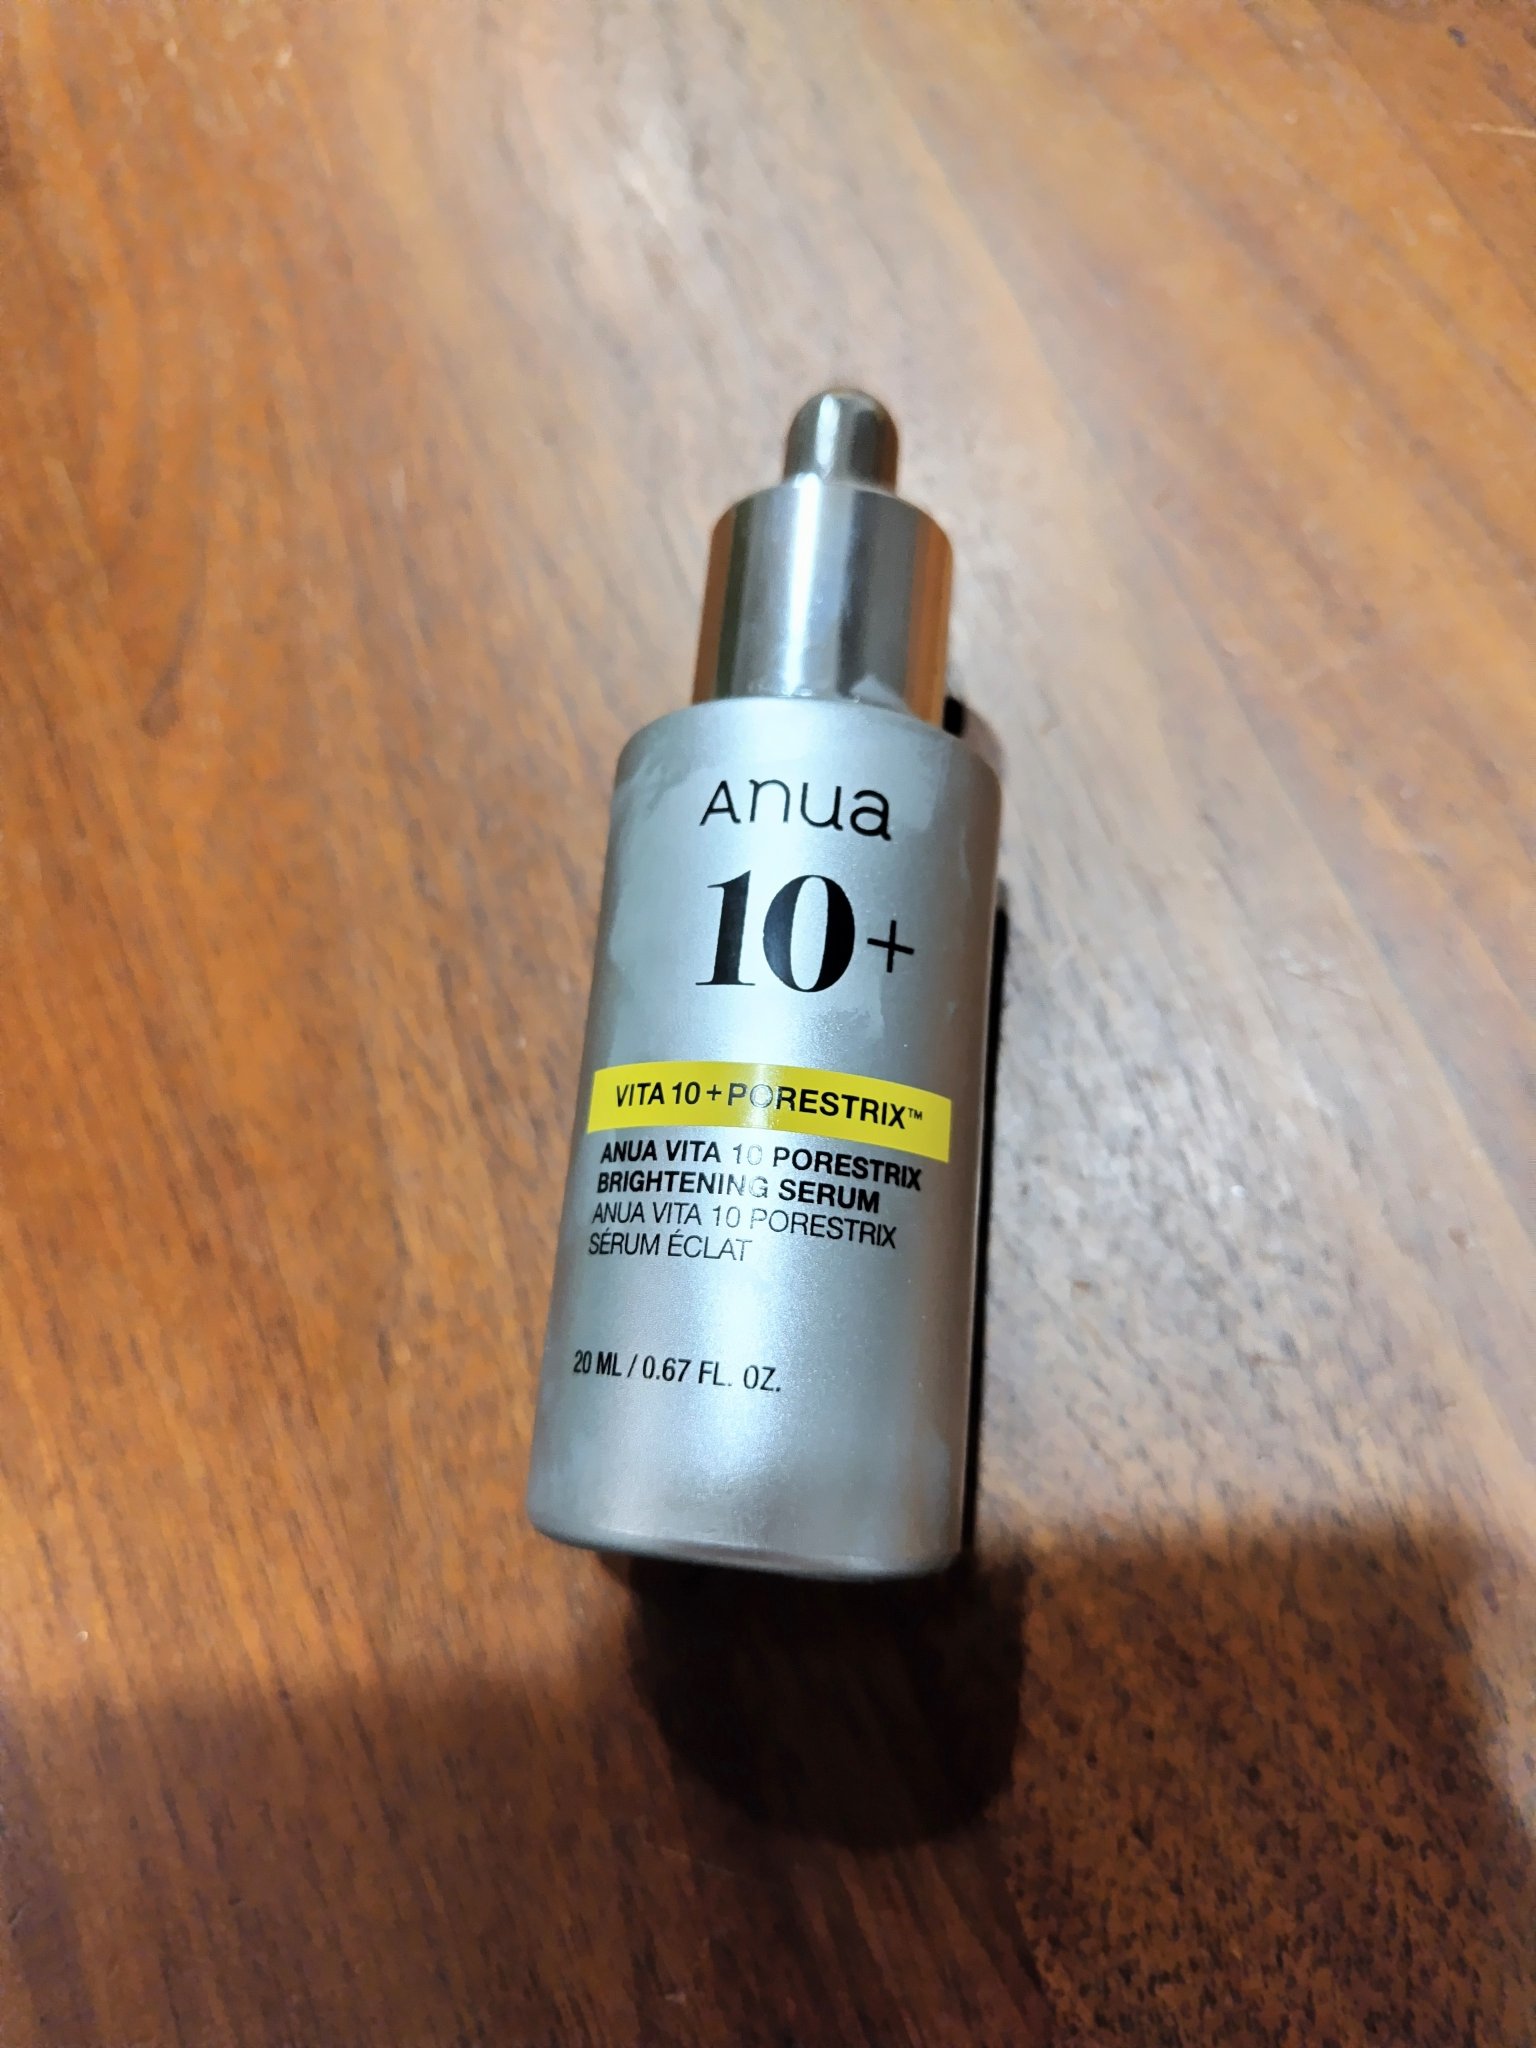 Anua
10+
VITA 10+PORESTRIX™
ANUA VITA 10 PORESTRIX
BRIGHTENING SERUM
ANUA VITA 10 PORESTRIX
SÉRUM ÉCLAT
20 ML / 0.67 FL. OZ.